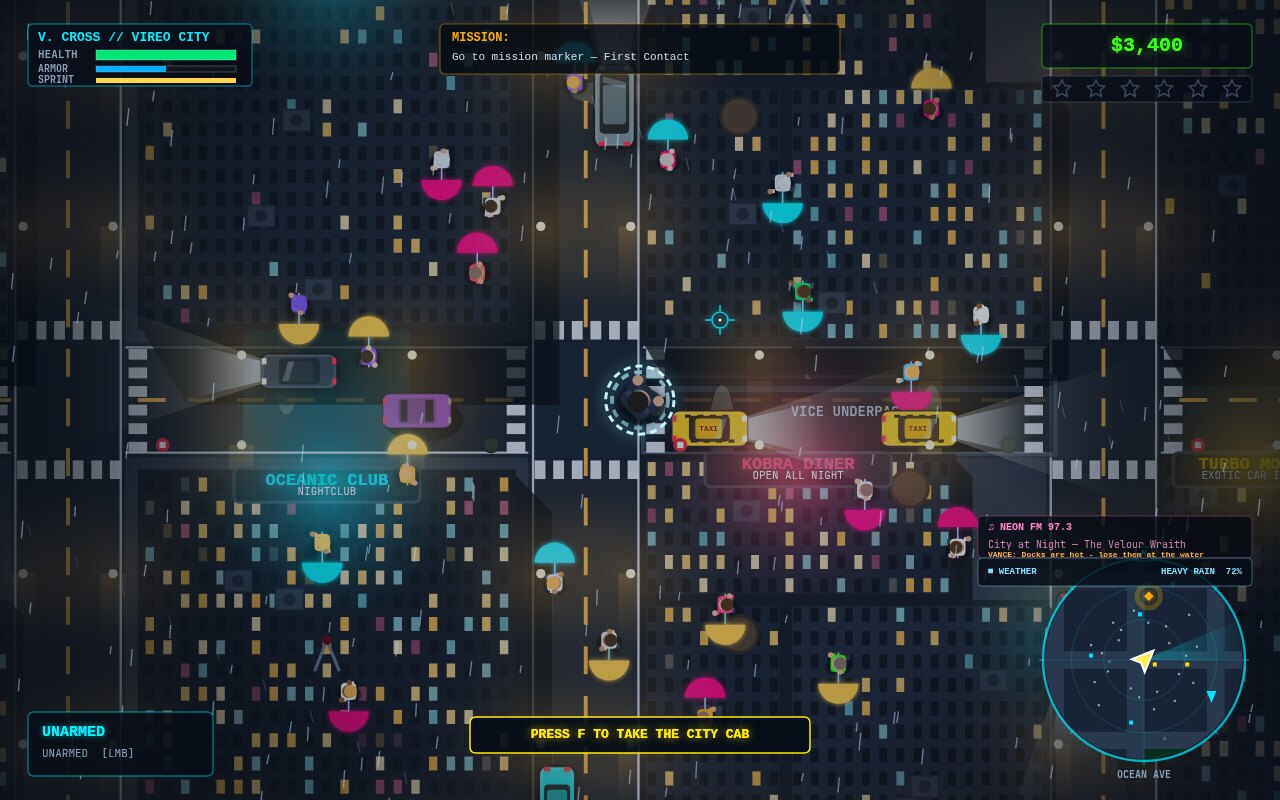 V. CROSS // VIREO CITY
HEALTH
ARMOR
SPRINT
MISSION:
Go to mission marker — First Contact
$3,400
VICE UNDERPAS
TAXI
TAXI
OCEANIC CLUB
NIGHTCLUB
KOBRA DINER
OPEN ALL NIGHT
TURBO MO
EXOTIC CAR I
♫ NEON FM 97.3
City at Night — The Velour Wraith
VANCE: Docks are hot - lose them at the water
■ WEATHER HEAVY RAIN 72%
UNARMED
UNARMED [LMB]
PRESS F TO TAKE THE CITY CAB
OCEAN AVE